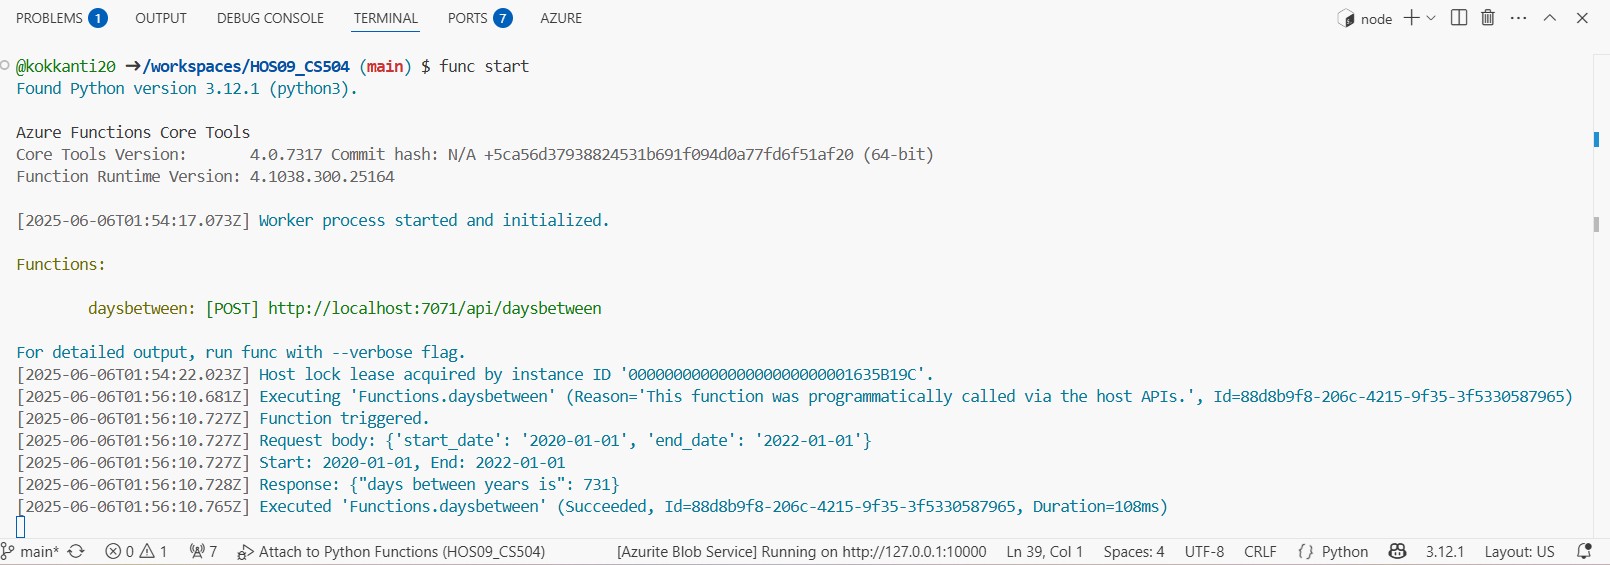 PROBLEMS 1 OUTPUT DEBUG CONSOLE TERMINAL PORTS 7 AZURE node
@kokkanti20 →/workspaces/HOS09_CS504 (main) $ func start
Found Python version 3.12.1 (python3).
Azure Functions Core Tools
Core Tools Version:       4.0.7317 Commit hash: N/A +5ca56d37938824531b691f094d0a77fd6f51af20 (64-bit)
Function Runtime Version: 4.1038.300.25164
[2025-06-06T01:54:17.073Z] Worker process started and initialized.
Functions:
        daysbetween: [POST] http://localhost:7071/api/daysbetween
For detailed output, run func with --verbose flag.
[2025-06-06T01:54:22.023Z] Host lock lease acquired by instance ID '0000000000000000000000001635B19C'.
[2025-06-06T01:56:10.681Z] Executing 'Functions.daysbetween' (Reason='This function was programmatically called via the host APIs.', Id=88d8b9f8-206c-4215-9f35-3f5330587965)
[2025-06-06T01:56:10.727Z] Function triggered.
[2025-06-06T01:56:10.727Z] Request body: {'start_date': '2020-01-01', 'end_date': '2022-01-01'}
[2025-06-06T01:56:10.727Z] Start: 2020-01-01, End: 2022-01-01
[2025-06-06T01:56:10.728Z] Response: {"days between years is": 731}
[2025-06-06T01:56:10.765Z] Executed 'Functions.daysbetween' (Succeeded, Id=88d8b9f8-206c-4215-9f35-3f5330587965, Duration=108ms)
main* 0 1 7 Attach to Python Functions (HOS09_CS504) [Azurite Blob Service] Running on http://127.0.0.1:10000 Ln 39, Col 1 Spaces: 4 UTF-8 CRLF {} Python 3.12.1 Layout: US